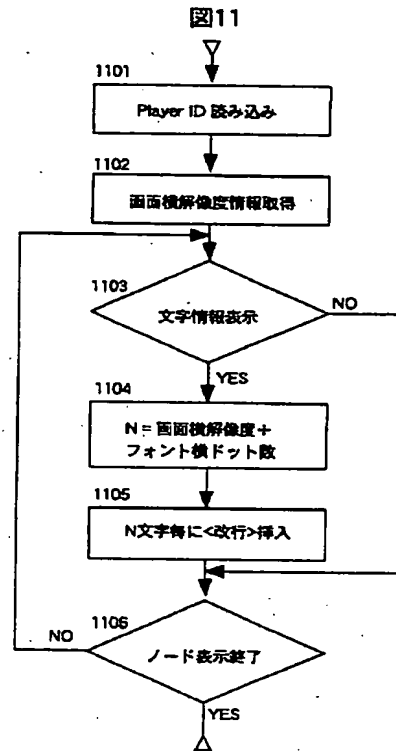 図11
1101
Player ID 読み込み
1102
画面横解像度情報取得
1103
文字情報表示
NO
YES
1104
N = 画面横解像度÷
フォント横ドット数
1105
N文字毎に<改行>挿入
1106
NO
ノード表示終了
YES